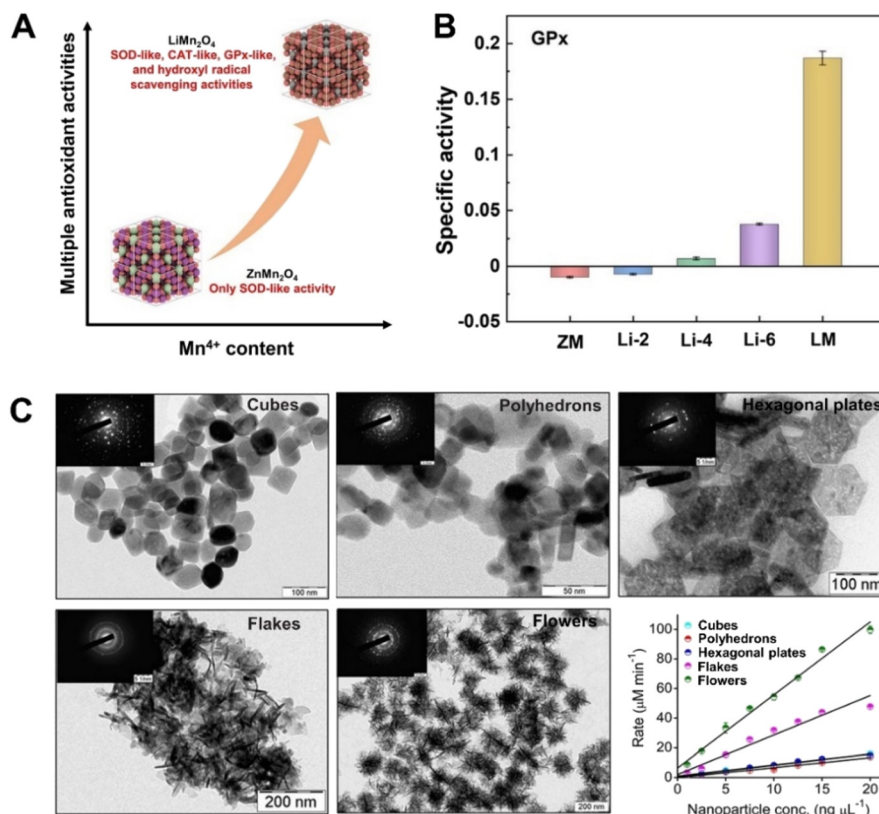 A
Multiple antioxidant activities
LiMn₂O₄
SOD-like, CAT-like, GPx-like,
and hydroxyl radical
scavenging activities
ZnMn₂O₄
Only SOD-like activity
Mn⁴⁺ content
B
GPx
Specific activity
0.2
0.15
0.1
0.05
0
-0.05
ZM Li-2 Li-4 Li-6 LM
C
Cubes
100 nm
Polyhedrons
50 nm
Hexagonal plates
100 nm
Flakes
200 nm
Flowers
200 nm
Rate (μM min⁻¹)
100
80
60
40
20
0
Cubes
Polyhedrons
Hexagonal plates
Flakes
Flowers
0 5 10 15 20
Nanoparticle conc. (ng μL⁻¹)